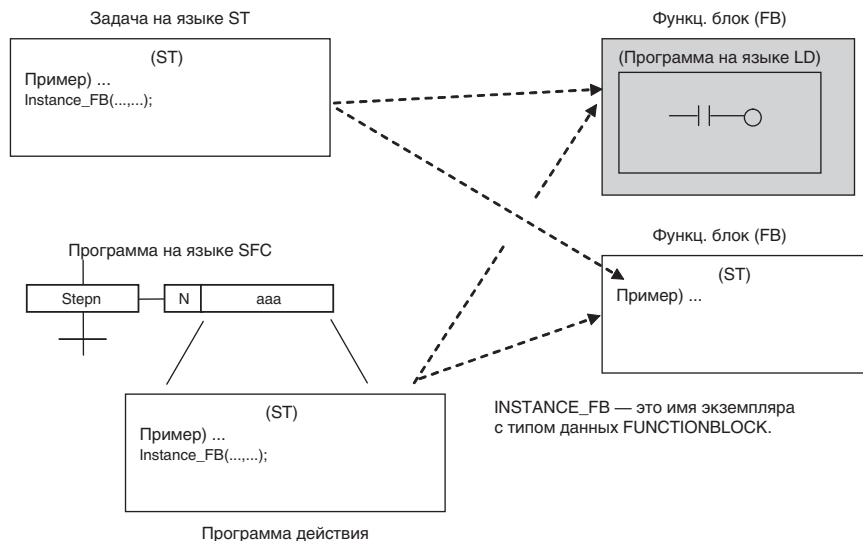 Задача на языке ST
(ST)
Пример) ...
Instance_FB(...,...);
Функц. блок (FB)
(Программа на языке LD)
Программа на языке SFC
Stepn
N
aaa
Функц. блок (FB)
(ST)
Пример) ...
(ST)
Пример) ...
Instance_FB(...,...);
INSTANCE_FB — это имя экземпляра
с типом данных FUNCTIONBLOCK.
Программа действия